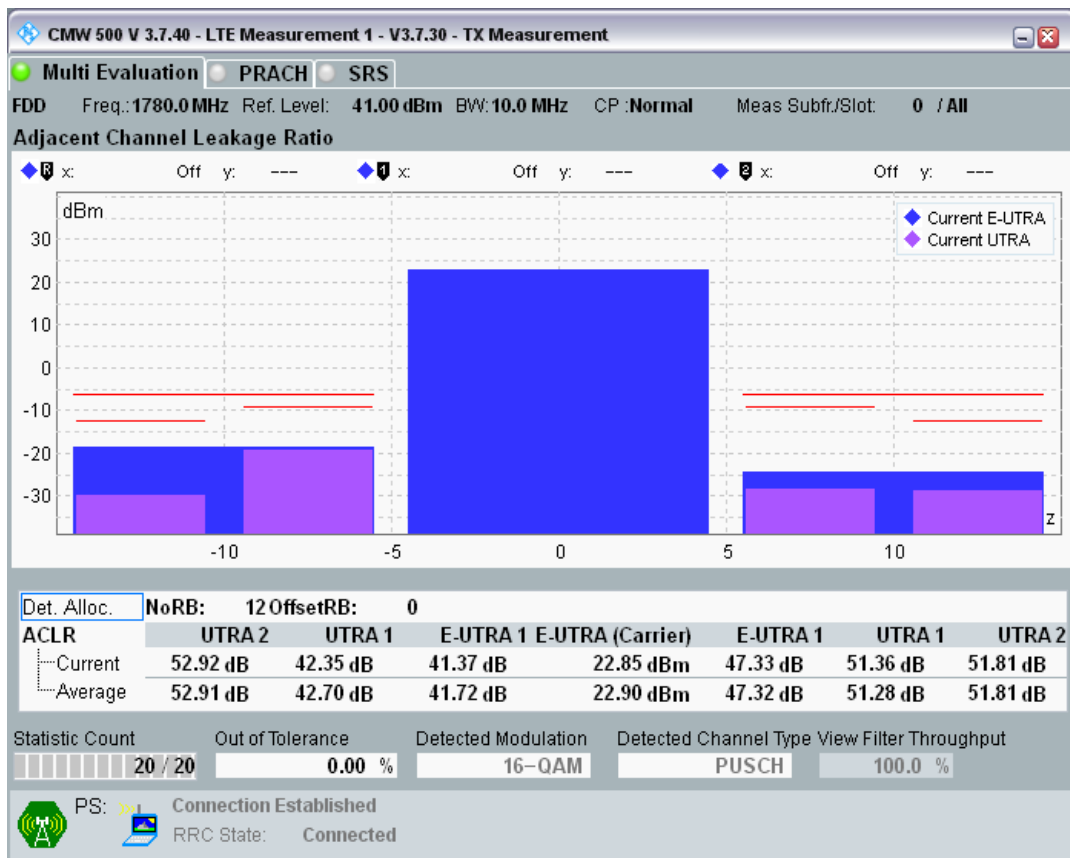 CMW 500 V 3.7.40 - LTE Measurement 1 - V3.7.30 - TX Measurement
Multi Evaluation PRACH SRS
FDD Freq.: 1780.0 MHz Ref. Level: 41.00 dBm BW: 10.0 MHz CP :Normal Meas Subfr./Slot: 0 / All
Adjacent Channel Leakage Ratio
R x: Off y: --- 1 x: Off y: --- 2 x: Off y: ---
dBm
Current E-UTRA
Current UTRA
30
20
10
0
-10
-20
-30
z
-10 -5 0 5 10
Det. Alloc. NoRB: 12 OffsetRB: 0
ACLR UTRA 2 UTRA 1 E-UTRA 1 E-UTRA (Carrier) E-UTRA 1 UTRA 1 UTRA 2
Current 52.92 dB 42.35 dB 41.37 dB 22.85 dBm 47.33 dB 51.36 dB 51.81 dB
Average 52.91 dB 42.70 dB 41.72 dB 22.90 dBm 47.32 dB 51.28 dB 51.81 dB
Statistic Count Out of Tolerance Detected Modulation Detected Channel Type View Filter Throughput
20 / 20 0.00 % 16-QAM PUSCH 100.0 %
PS: Connection Established
RRC State: Connected